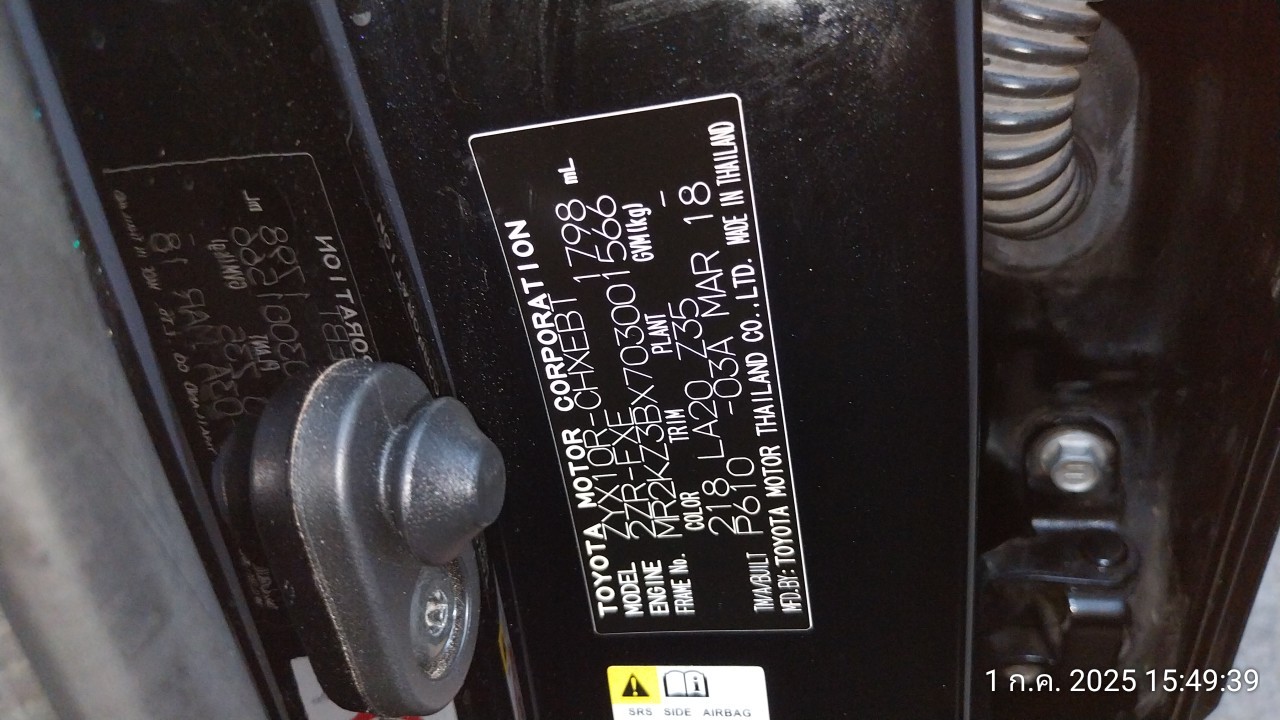 TOYOTA MOTOR CORPORATION
MODEL ZYX10R-CHXEBT 1798 mL
ENGINE 2ZR-FXE
FRAME No. MR2KZ3BX703001566
COLOR TRIM PLANT GVM(kg)
218 LA20 Z35 -
P610 -03A MAR 18
TM/A/BUILT
MFD.BY: TOYOTA MOTOR THAILAND CO.,LTD. MADE IN THAILAND
SRS SIDE AIRBAG
1 ก.ค. 2025 15:49:39